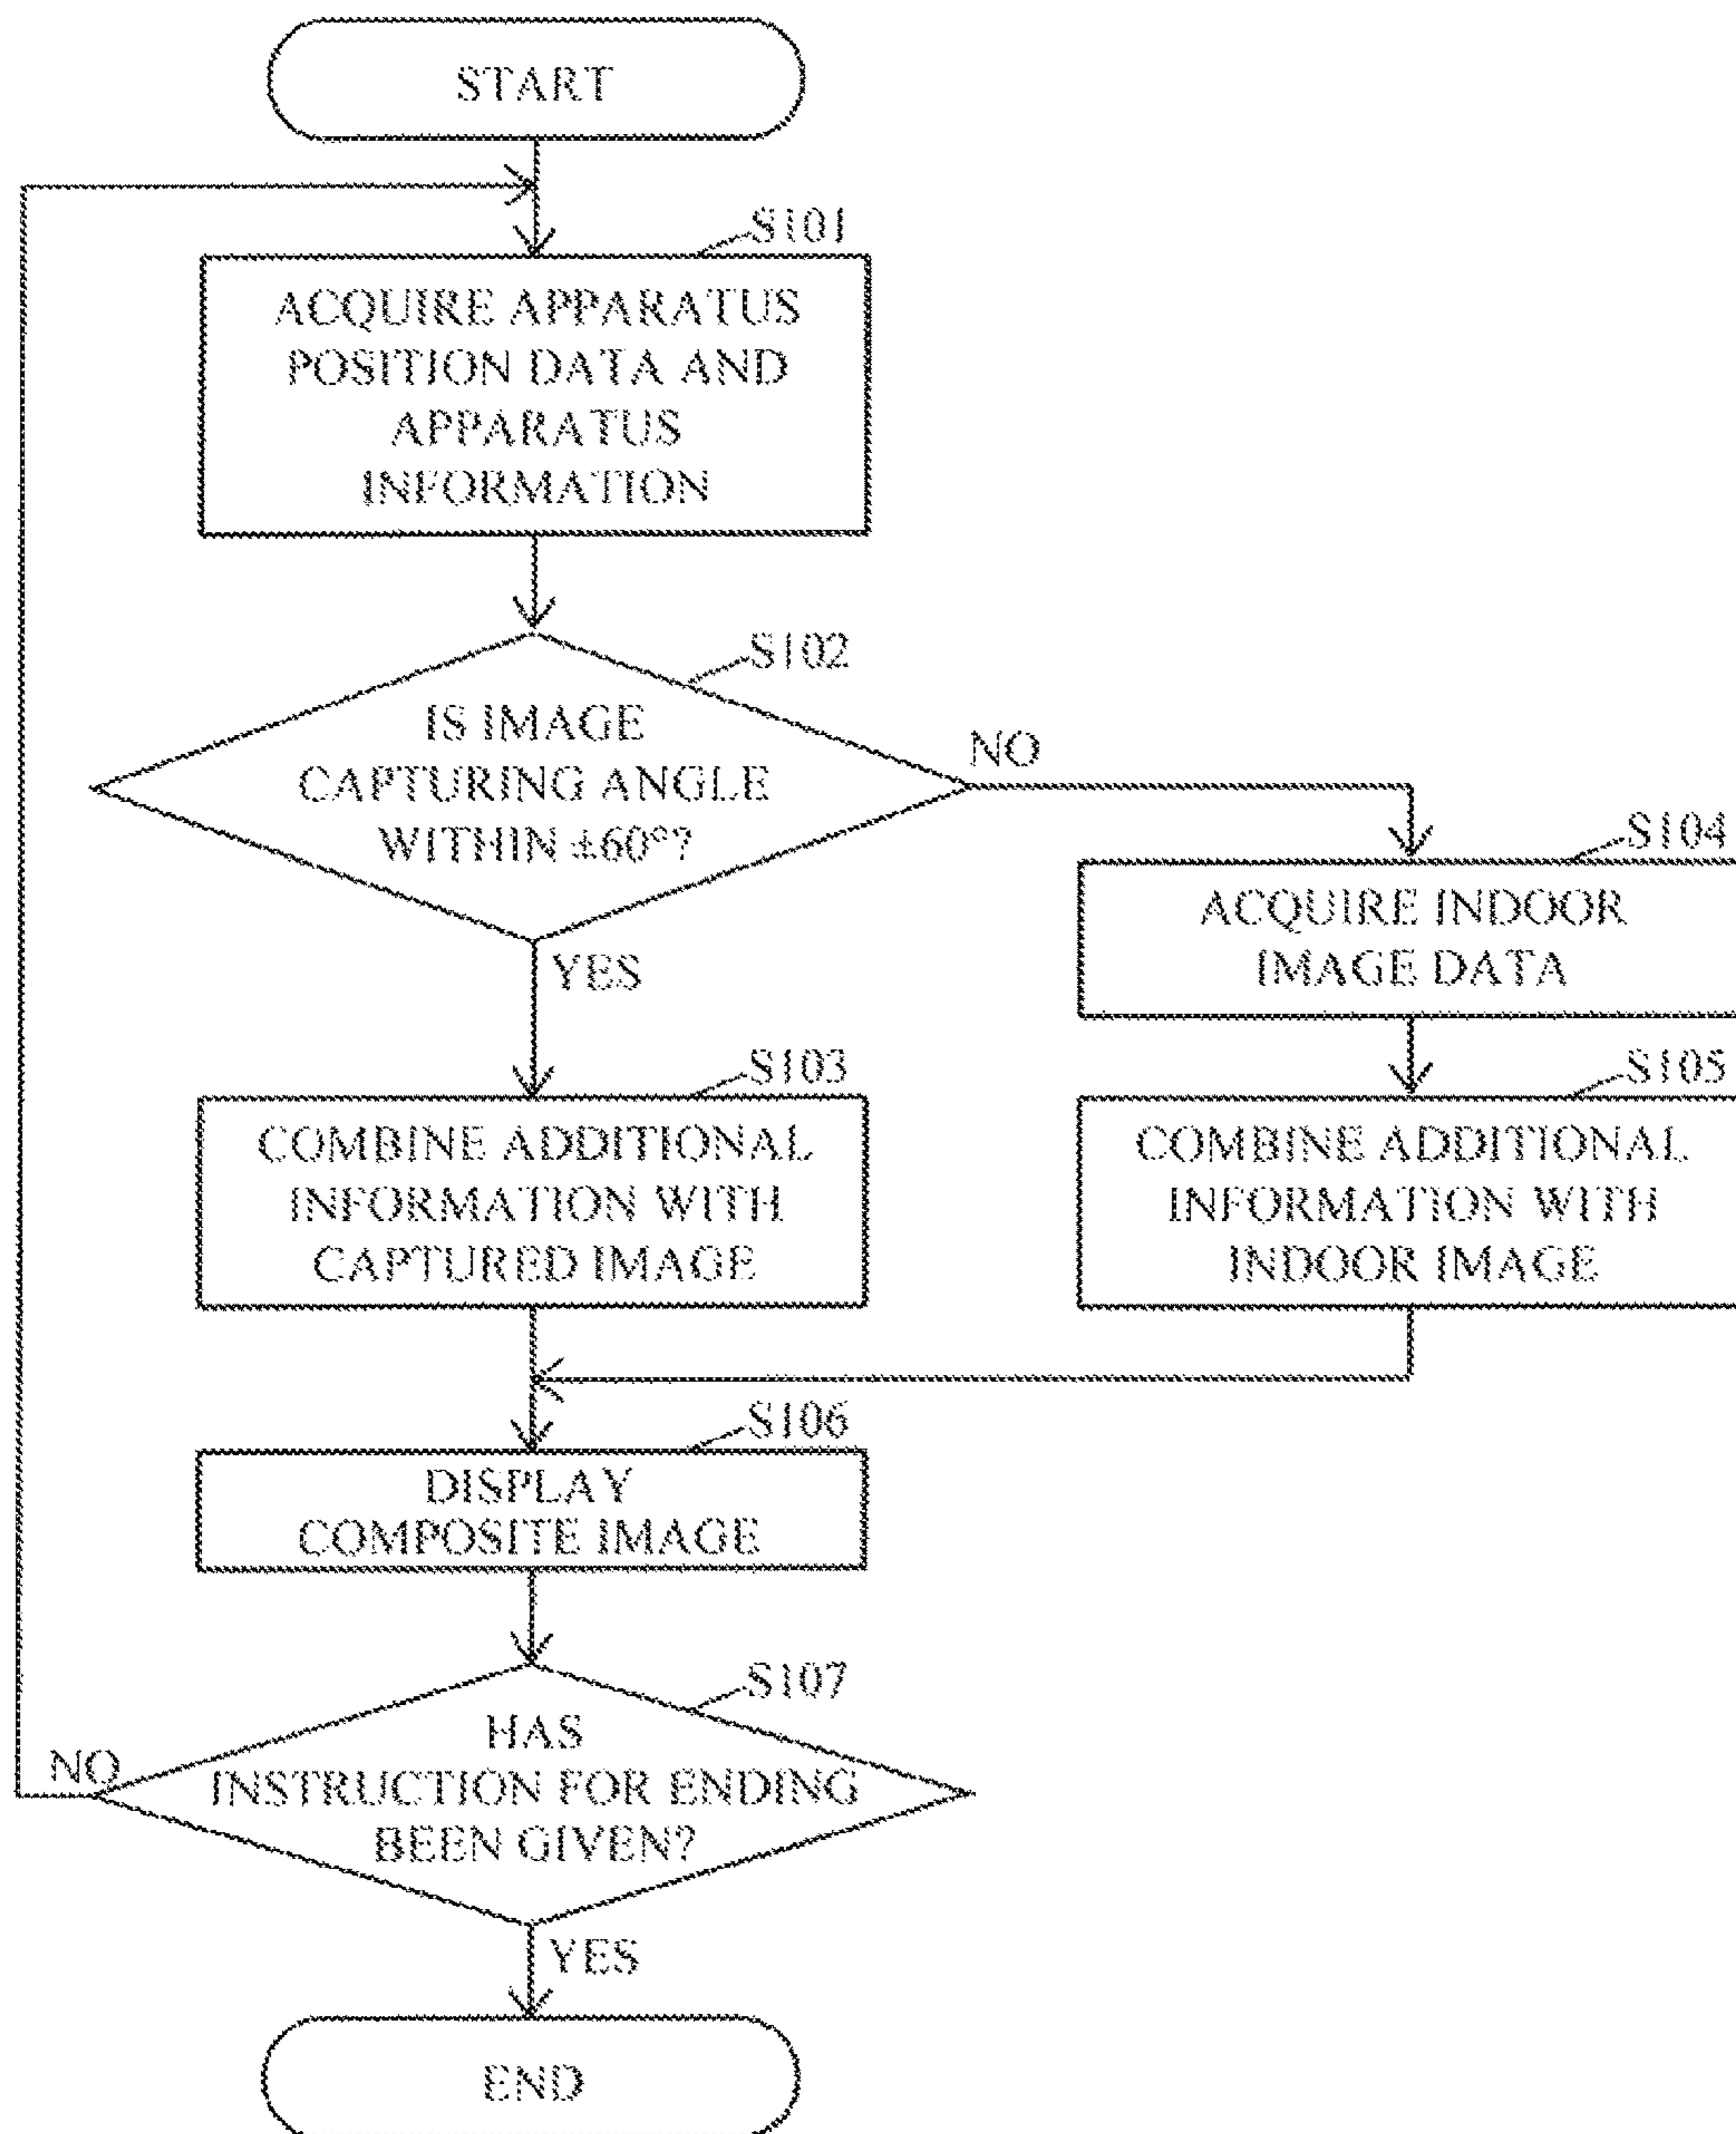 START
S101
ACQUIRE APPARATUS
POSITION DATA AND
APPARATUS
INFORMATION
S102
IS IMAGE
CAPTURING ANGLE
WITHIN ±60°?
NO
YES
S104
ACQUIRE INDOOR
IMAGE DATA
S103
COMBINE ADDITIONAL
INFORMATION WITH
CAPTURED IMAGE
S105
COMBINE ADDITIONAL
INFORMATION WITH
INDOOR IMAGE
S106
DISPLAY
COMPOSITE IMAGE
S107
HAS
INSTRUCTION FOR ENDING
BEEN GIVEN?
NO
YES
END